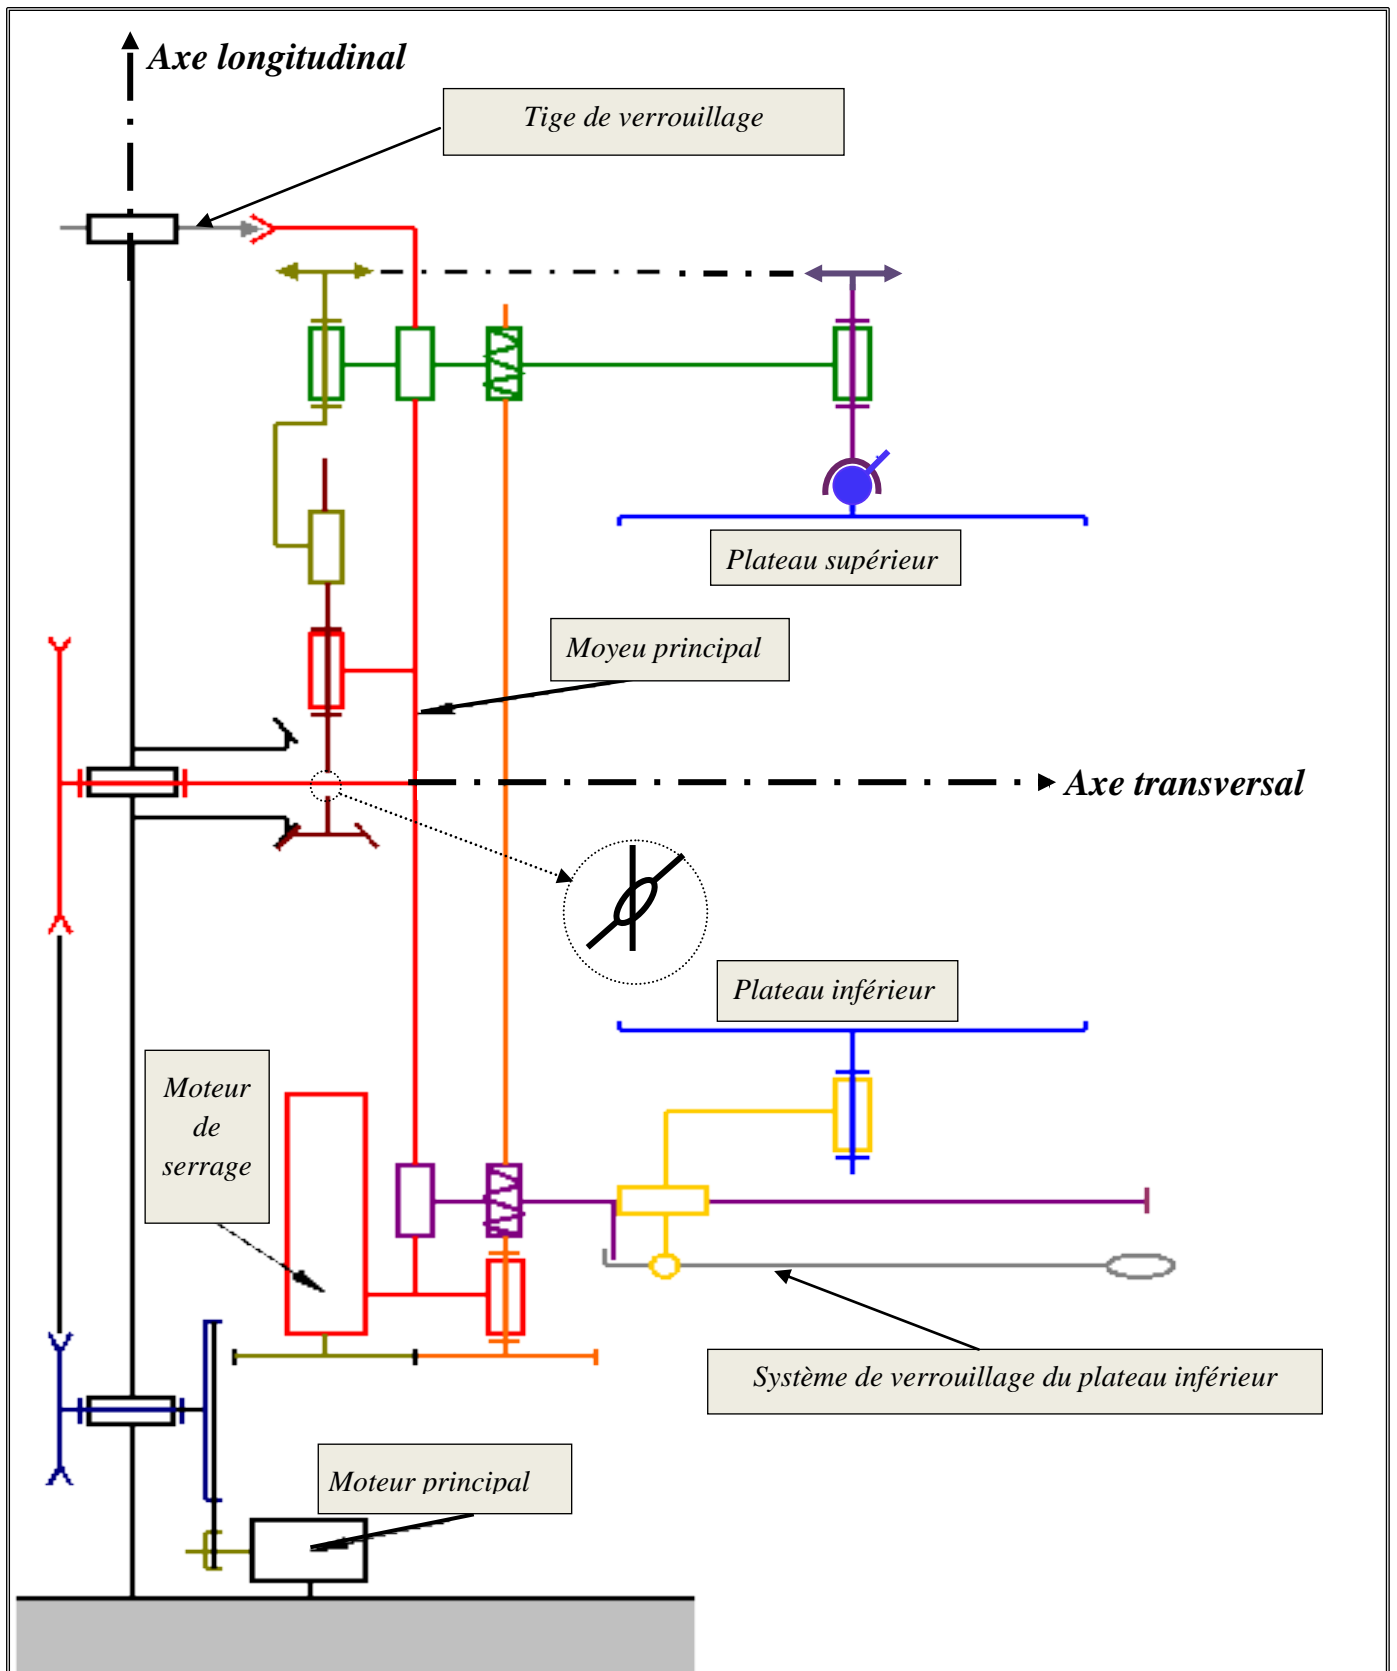 Axe longitudinal
Tige de verrouillage
Plateau supérieur
Moyeu principal
Axe transversal
Plateau inférieur
Moteur
de
serrage
Système de verrouillage du plateau inférieur
Moteur principal